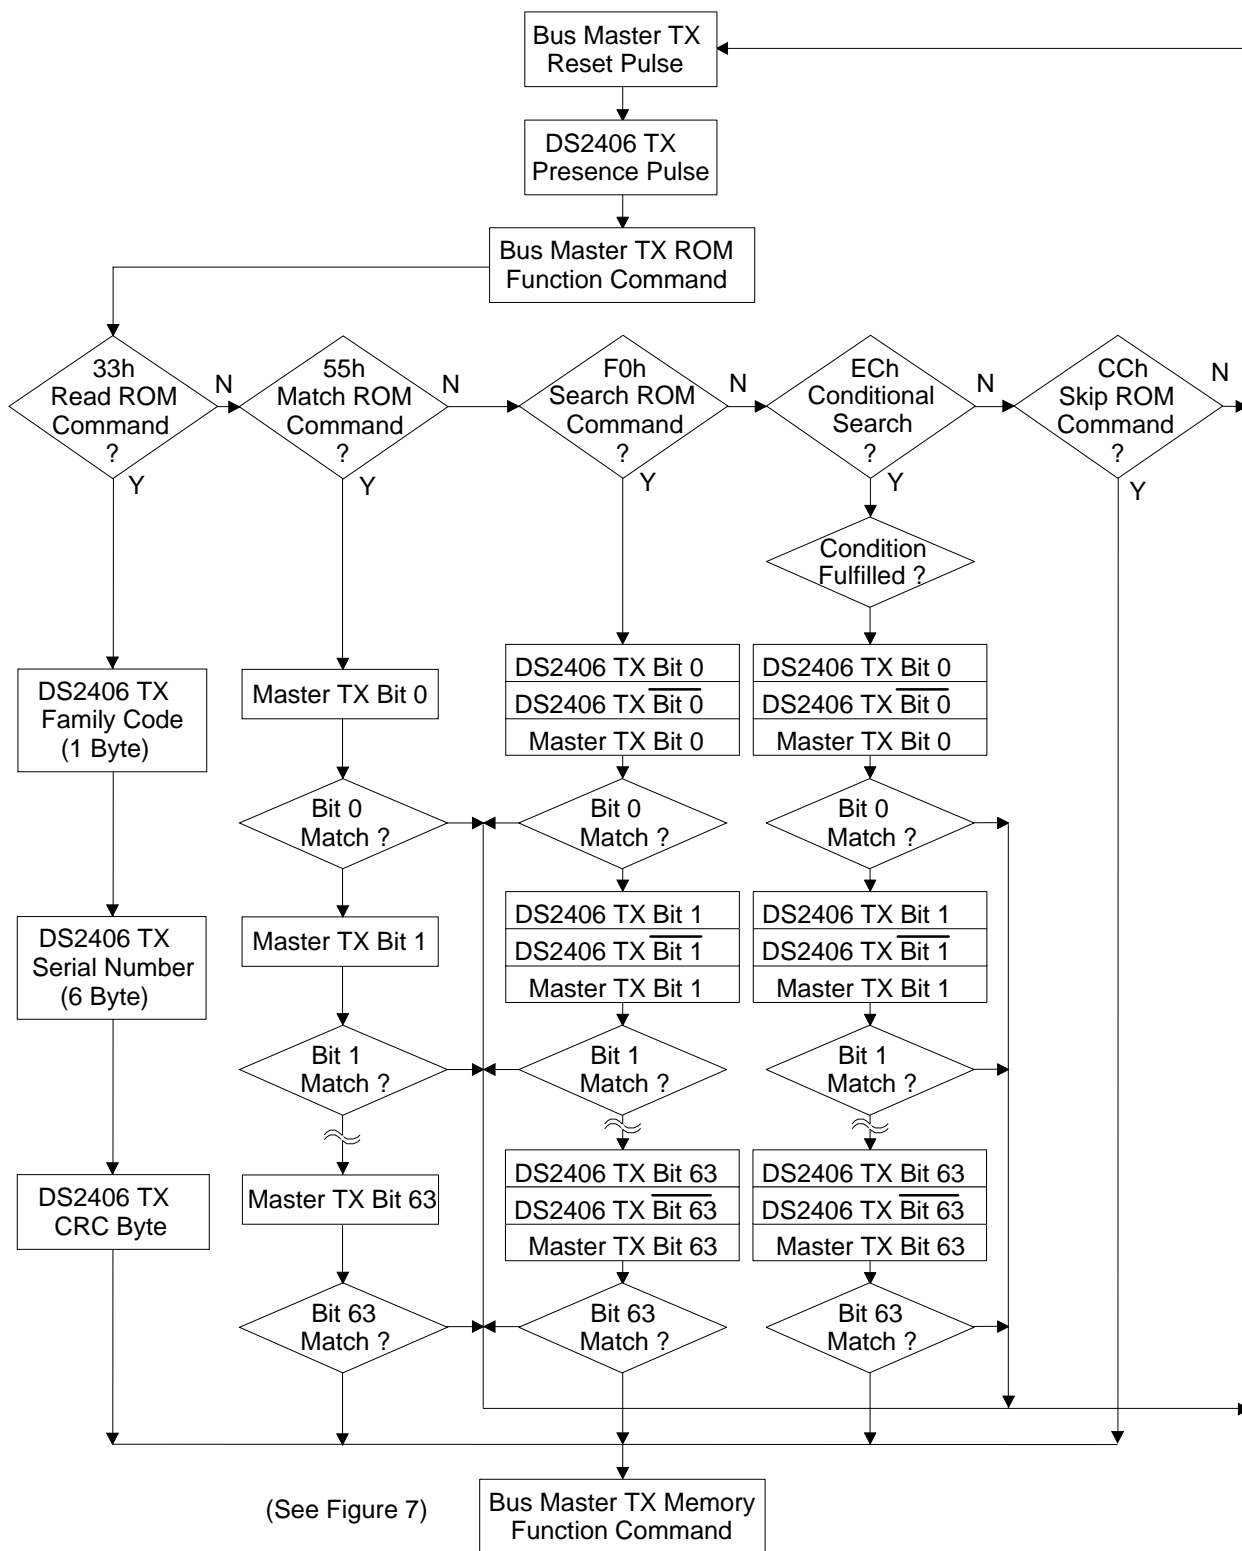 Bus Master TX
Reset Pulse
DS2406 TX
Presence Pulse
Bus Master TX ROM
Function Command
33h
Read ROM
Command
?
N
Y
55h
Match ROM
Command
?
N
Y
F0h
Search ROM
Command
?
N
Y
ECh
Conditional
Search
?
N
Y
CCh
Skip ROM
Command
?
N
Y
Condition
Fulfilled ?
DS2406 TX
Family Code
(1 Byte)
DS2406 TX
Serial Number
(6 Byte)
DS2406 TX
CRC Byte
Master TX Bit 0
Bit 0
Match ?
Master TX Bit 1
Bit 1
Match ?
Master TX Bit 63
Bit 63
Match ?
DS2406 TX Bit 0
DS2406 TX Bit 0
Master TX Bit 0
Bit 0
Match ?
DS2406 TX Bit 1
DS2406 TX Bit 1
Master TX Bit 1
Bit 1
Match ?
DS2406 TX Bit 63
DS2406 TX Bit 63
Master TX Bit 63
Bit 63
Match ?
DS2406 TX Bit 0
DS2406 TX Bit 0
Master TX Bit 0
Bit 0
Match ?
DS2406 TX Bit 1
DS2406 TX Bit 1
Master TX Bit 1
Bit 1
Match ?
DS2406 TX Bit 63
DS2406 TX Bit 63
Master TX Bit 63
Bit 63
Match ?
(See Figure 7)
Bus Master TX Memory
Function Command